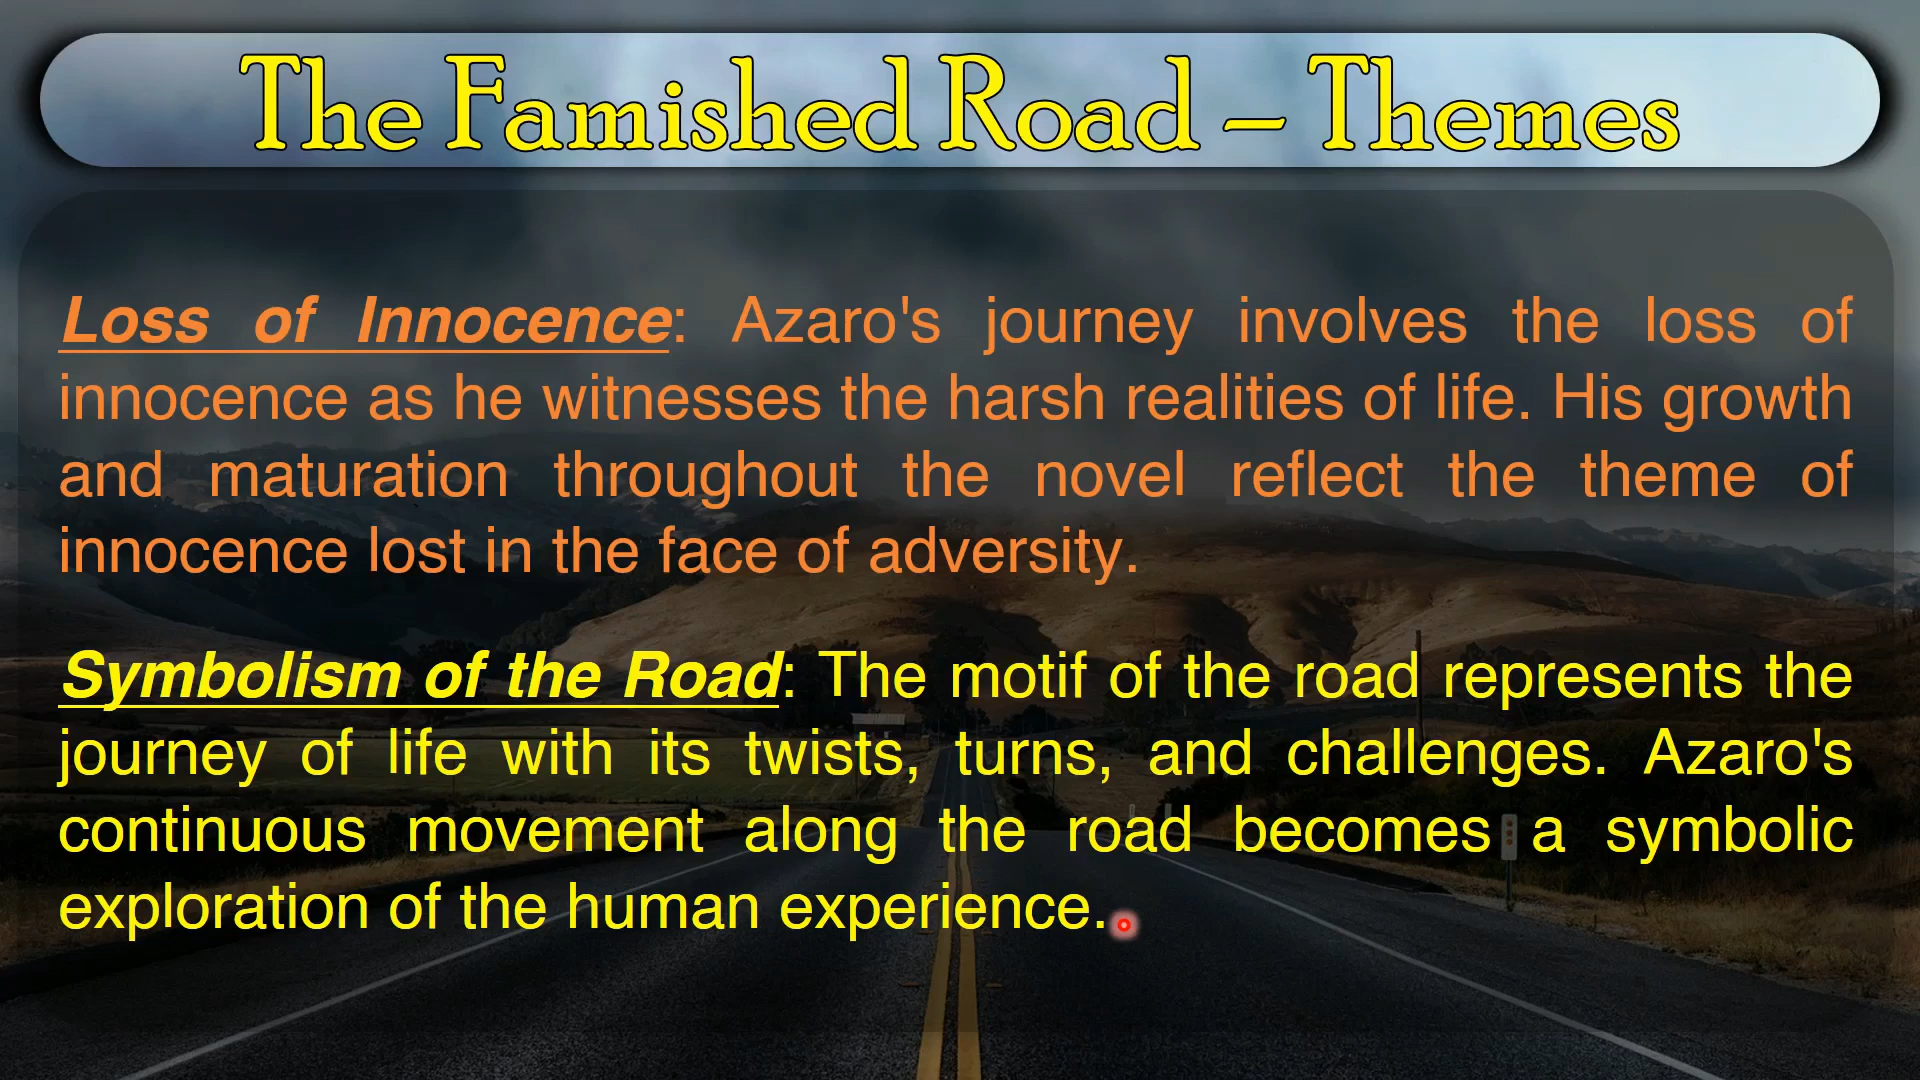 The Famished Road – Themes
Loss of Innocence: Azaro's journey involves the loss of
innocence as he witnesses the harsh realities of life. His growth
and maturation throughout the novel reflect the theme of
innocence lost in the face of adversity.
Symbolism of the Road: The motif of the road represents the
journey of life with its twists, turns, and challenges. Azaro's
continuous movement along the road becomes a symbolic
exploration of the human experience.